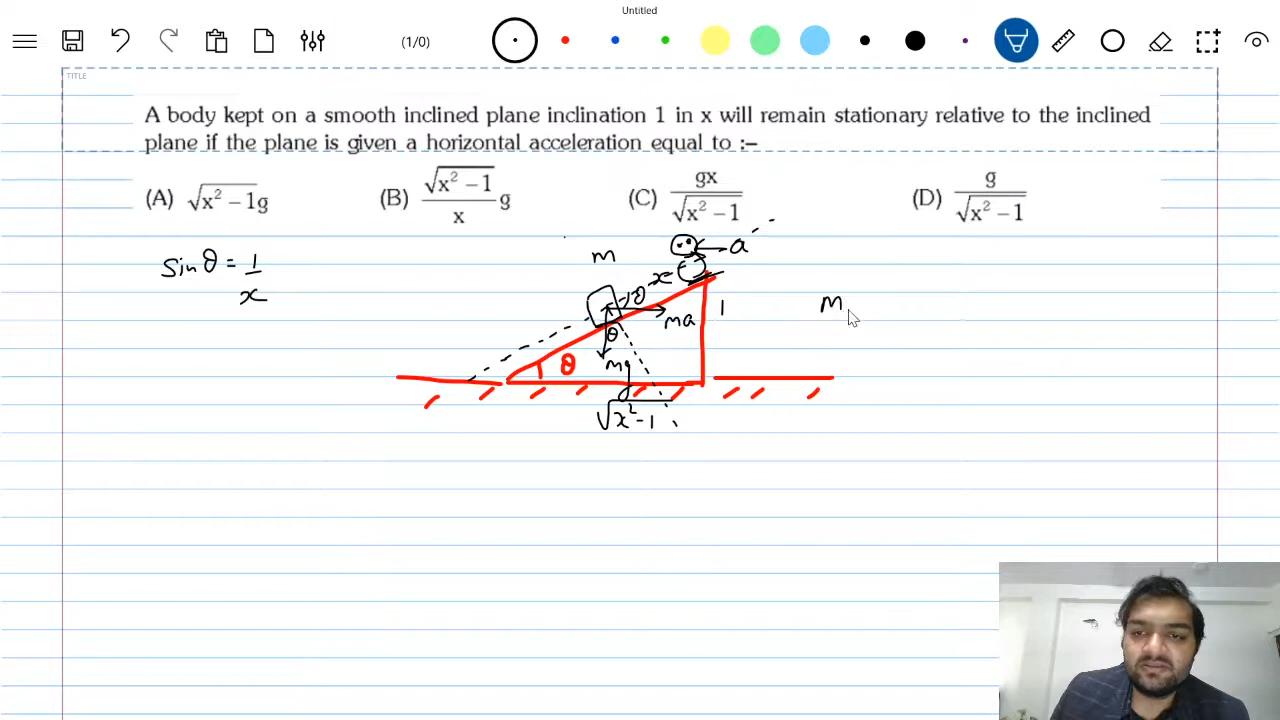 Untitled
(1/0)
TITLE
A body kept on a smooth inclined plane inclination 1 in x will remain stationary relative to the inclined
plane if the plane is given a horizontal acceleration equal to :–
(A) √(x² – 1)g (B) √(x² – 1)/x g (C) gx/√(x² – 1) (D) g/√(x² – 1)
sin θ = 1/x
m
a
x
θ
ma
1
m
θ
θ
mg
√(x² - 1)